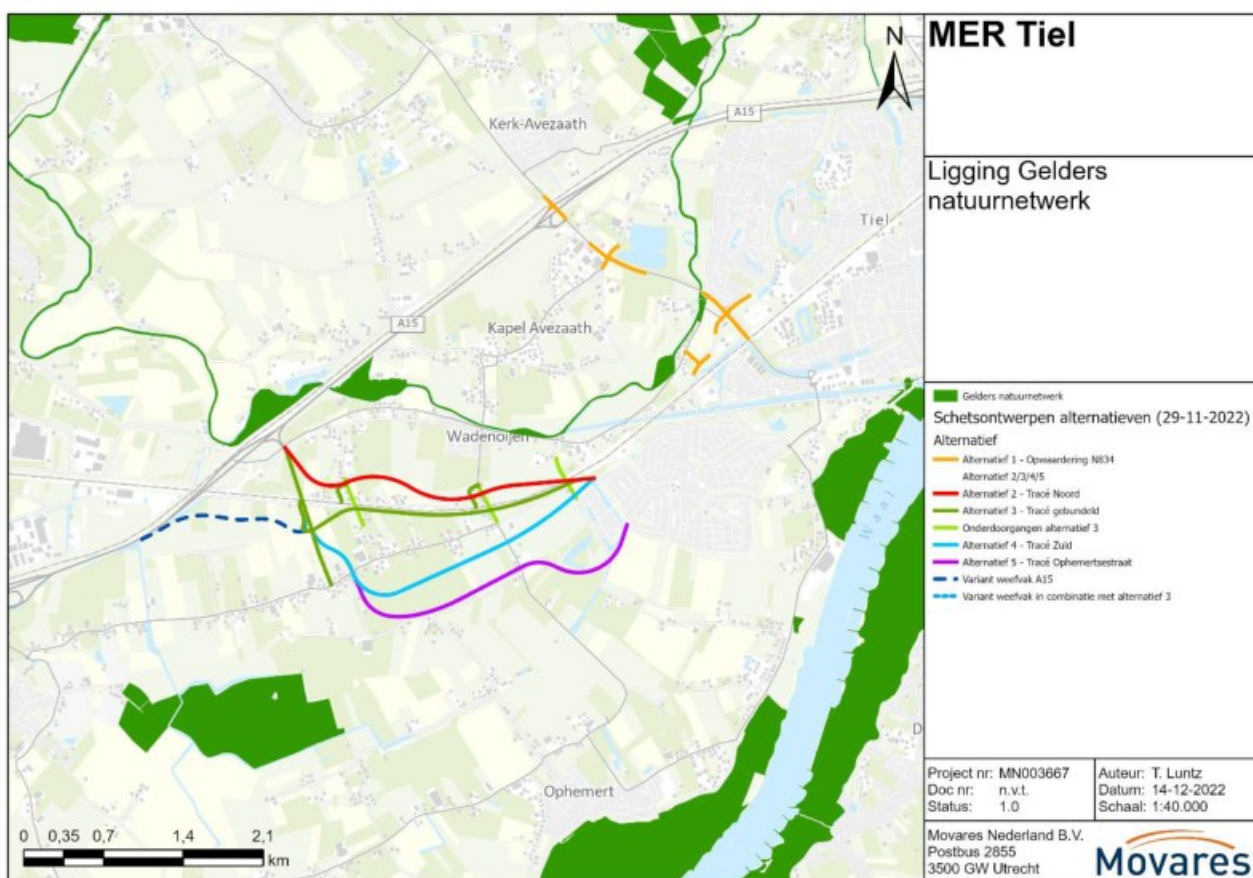 MER Tiel
Ligging Gelders
natuurnetwerk
Gelders natuurnetwerk
Schetsontwerpen alternatieven (29-11-2022)
Alternatief
Alternatief 1 - Opwaardering N834
Alternatief 2/3/4/5
Alternatief 2 - Tracé Noord
Alternatief 3 - Tracé gebundeld
Onderdoorgangen alternatief 3
Alternatief 4 - Tracé Zuid
Alternatief 5 - Tracé Ophemertsestraat
Variant weefvak A15
Variant weefvak in combinatie met alternatief 3
Project nr: MN003667
Doc nr: n.v.t.
Status: 1.0
Auteur: T. Luntz
Datum: 14-12-2022
Schaal: 1:40.000
Movares Nederland B.V.
Postbus 2855
3500 GW Utrecht
Movares
N
A15
Kerk-Avezaath
Tiel
A15
Kapel Avezaath
Wadenoijen
Waal
D
Ophemert
0 0,35 0,7 1,4 2,1
km